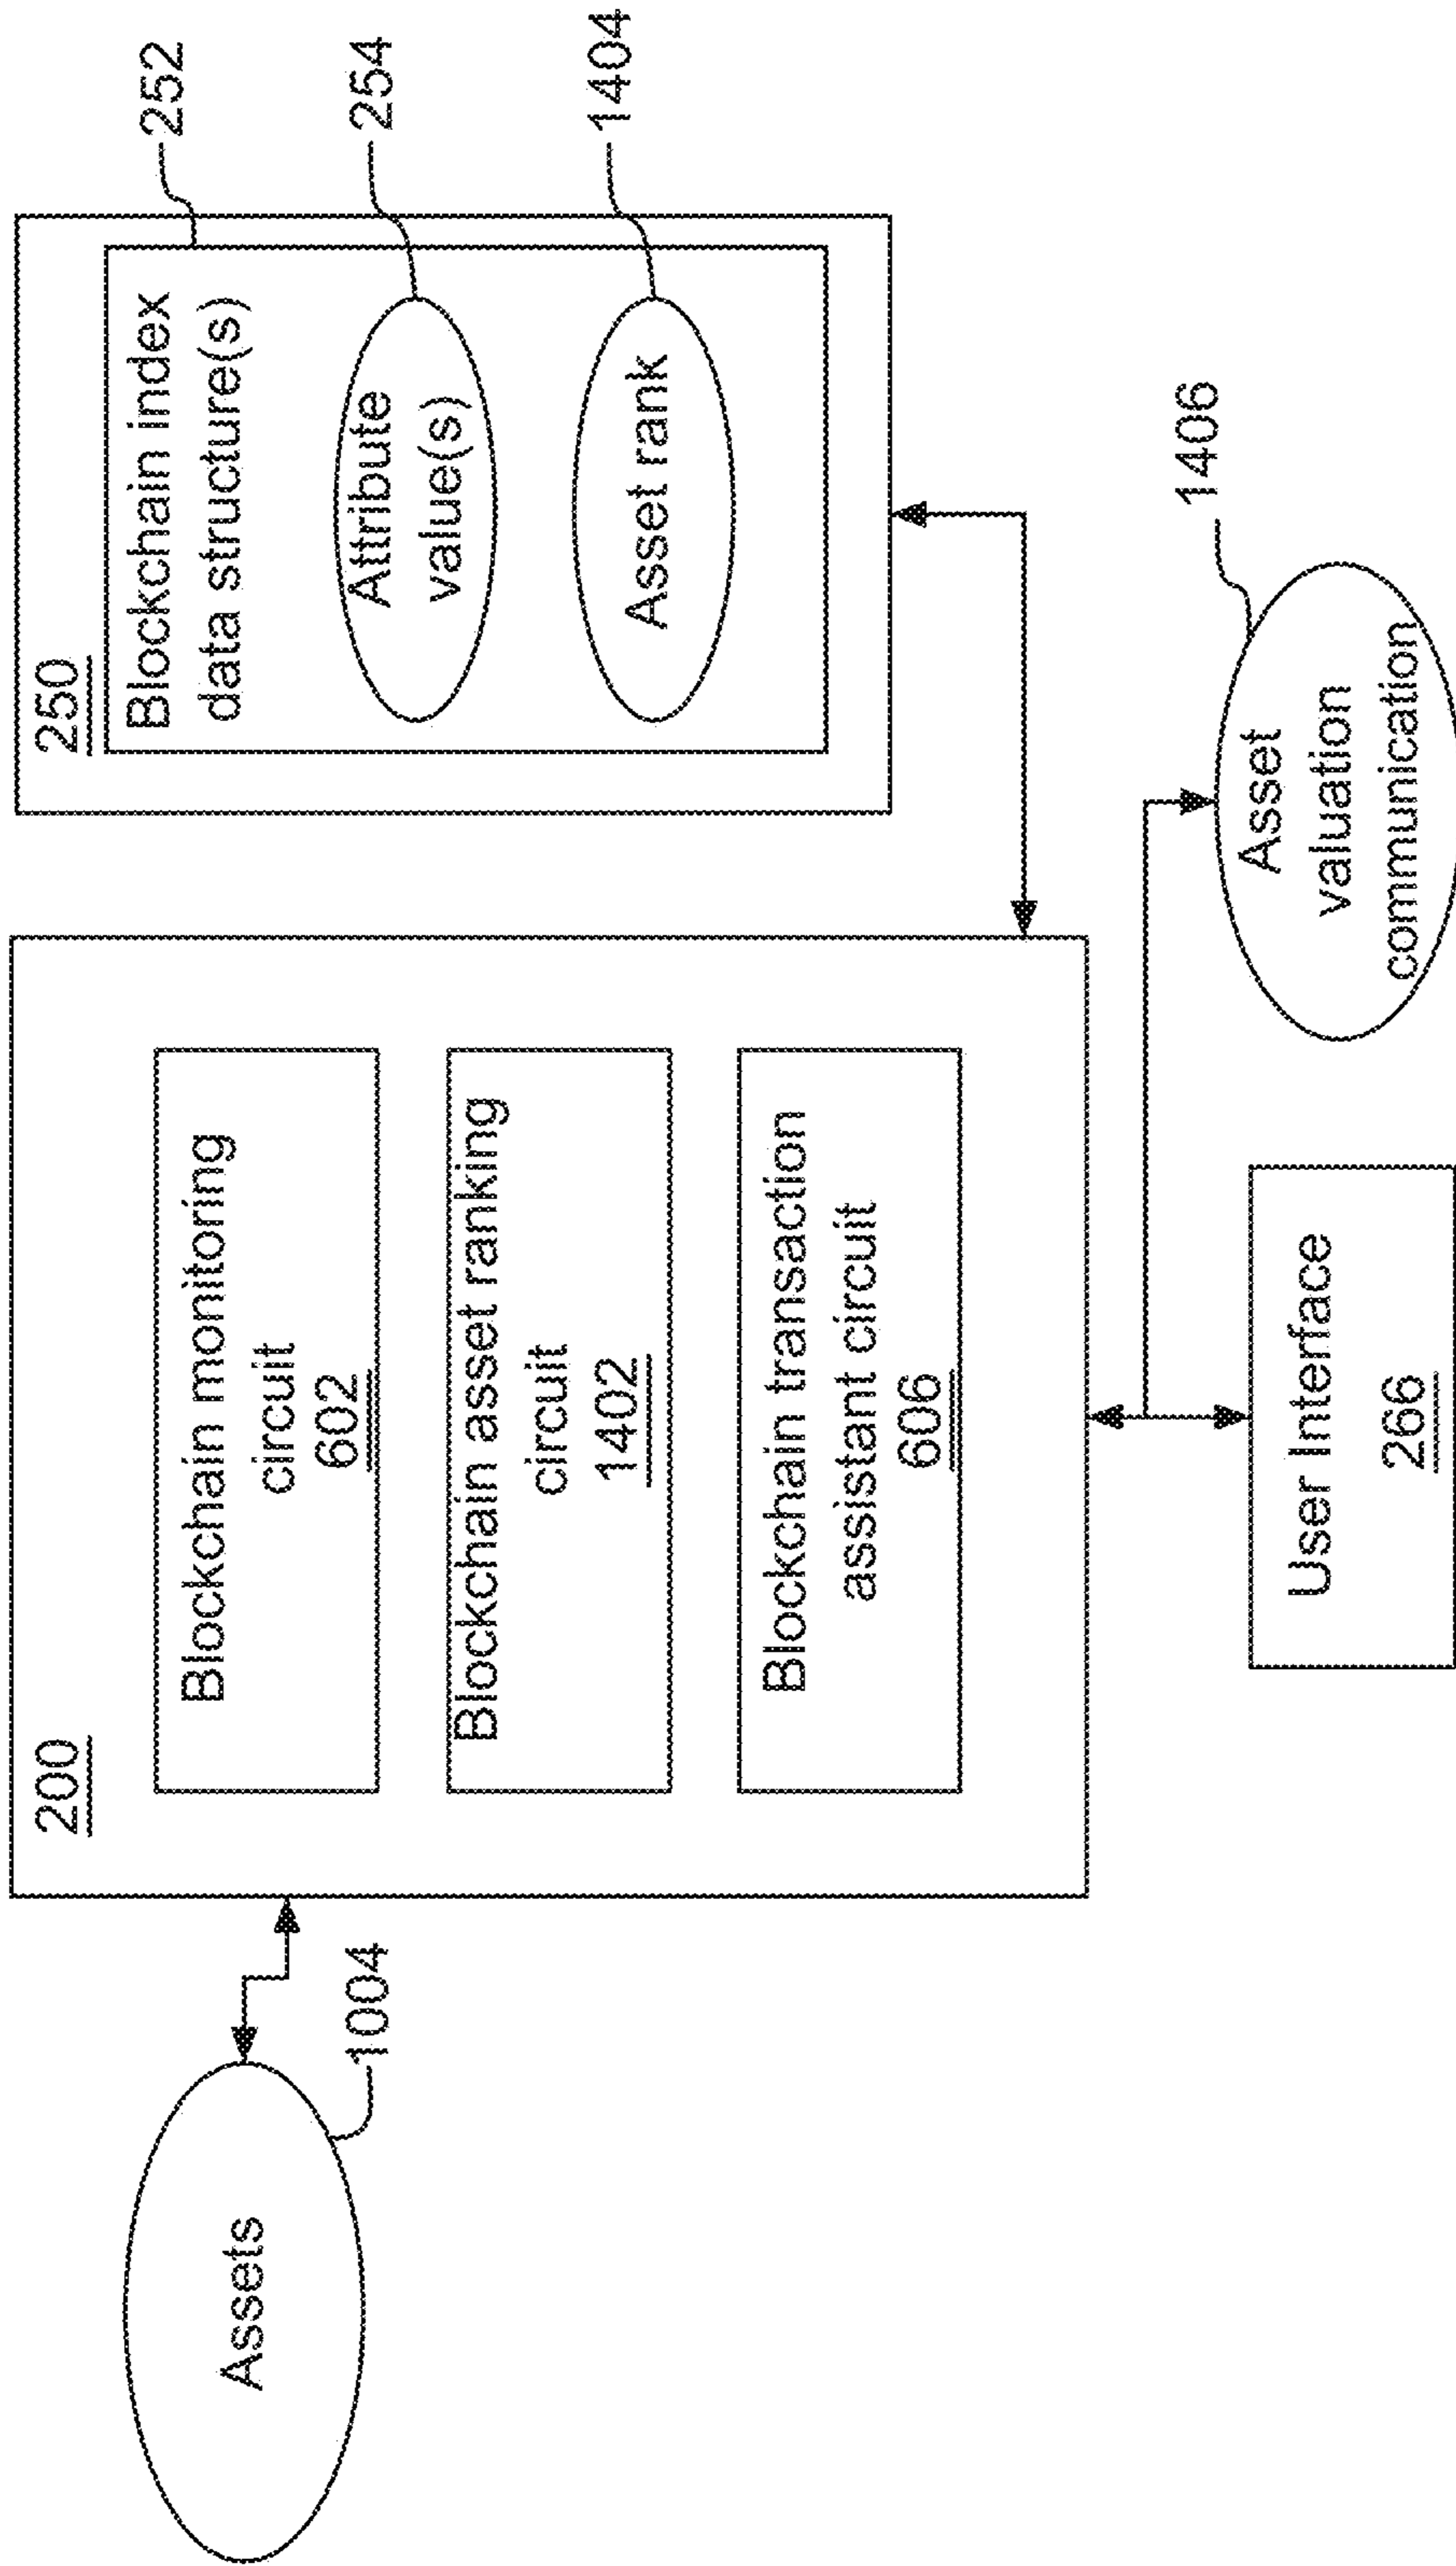 Assets
1004
200
Blockchain monitoring
circuit
602
Blockchain asset ranking
circuit
1402
Blockchain transaction
assistant circuit
606
250
Blockchain index
data structure(s)
252
Attribute
value(s)
254
Asset rank
1404
User Interface
266
Asset
valuation
communication
1406